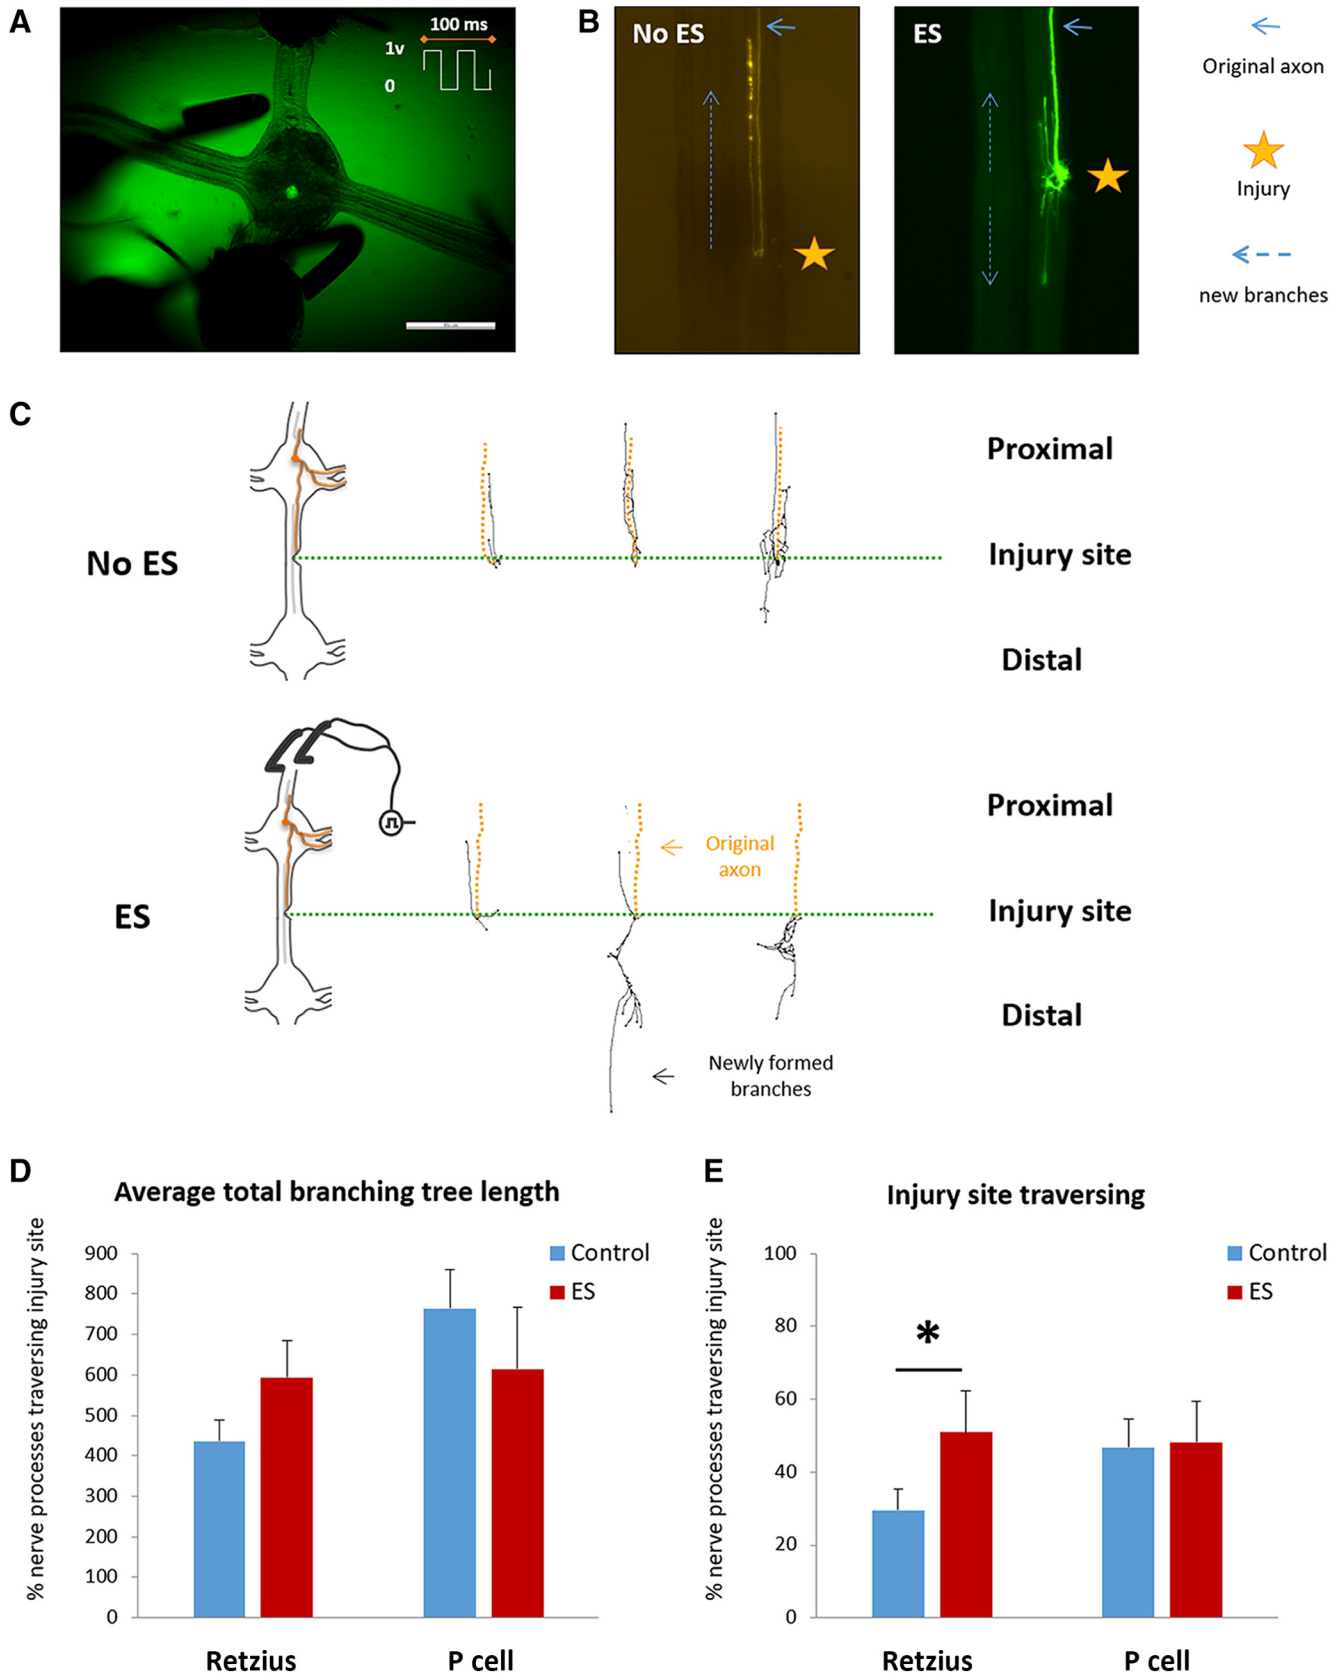 A
100 ms
1v
0
B
No ES
ES
Original axon
Injury
new branches
C
No ES
Proximal
Injury site
Distal
ES
Original
axon
Proximal
Injury site
Distal
Newly formed
branches
D
Average total branching tree length
% nerve processes traversing injury site
900
800
700
600
500
400
300
200
100
0
Control
ES
Retzius
P cell
E
Injury site traversing
% nerve processes traversing injury site
100
80
60
40
20
0
*
Control
ES
Retzius
P cell